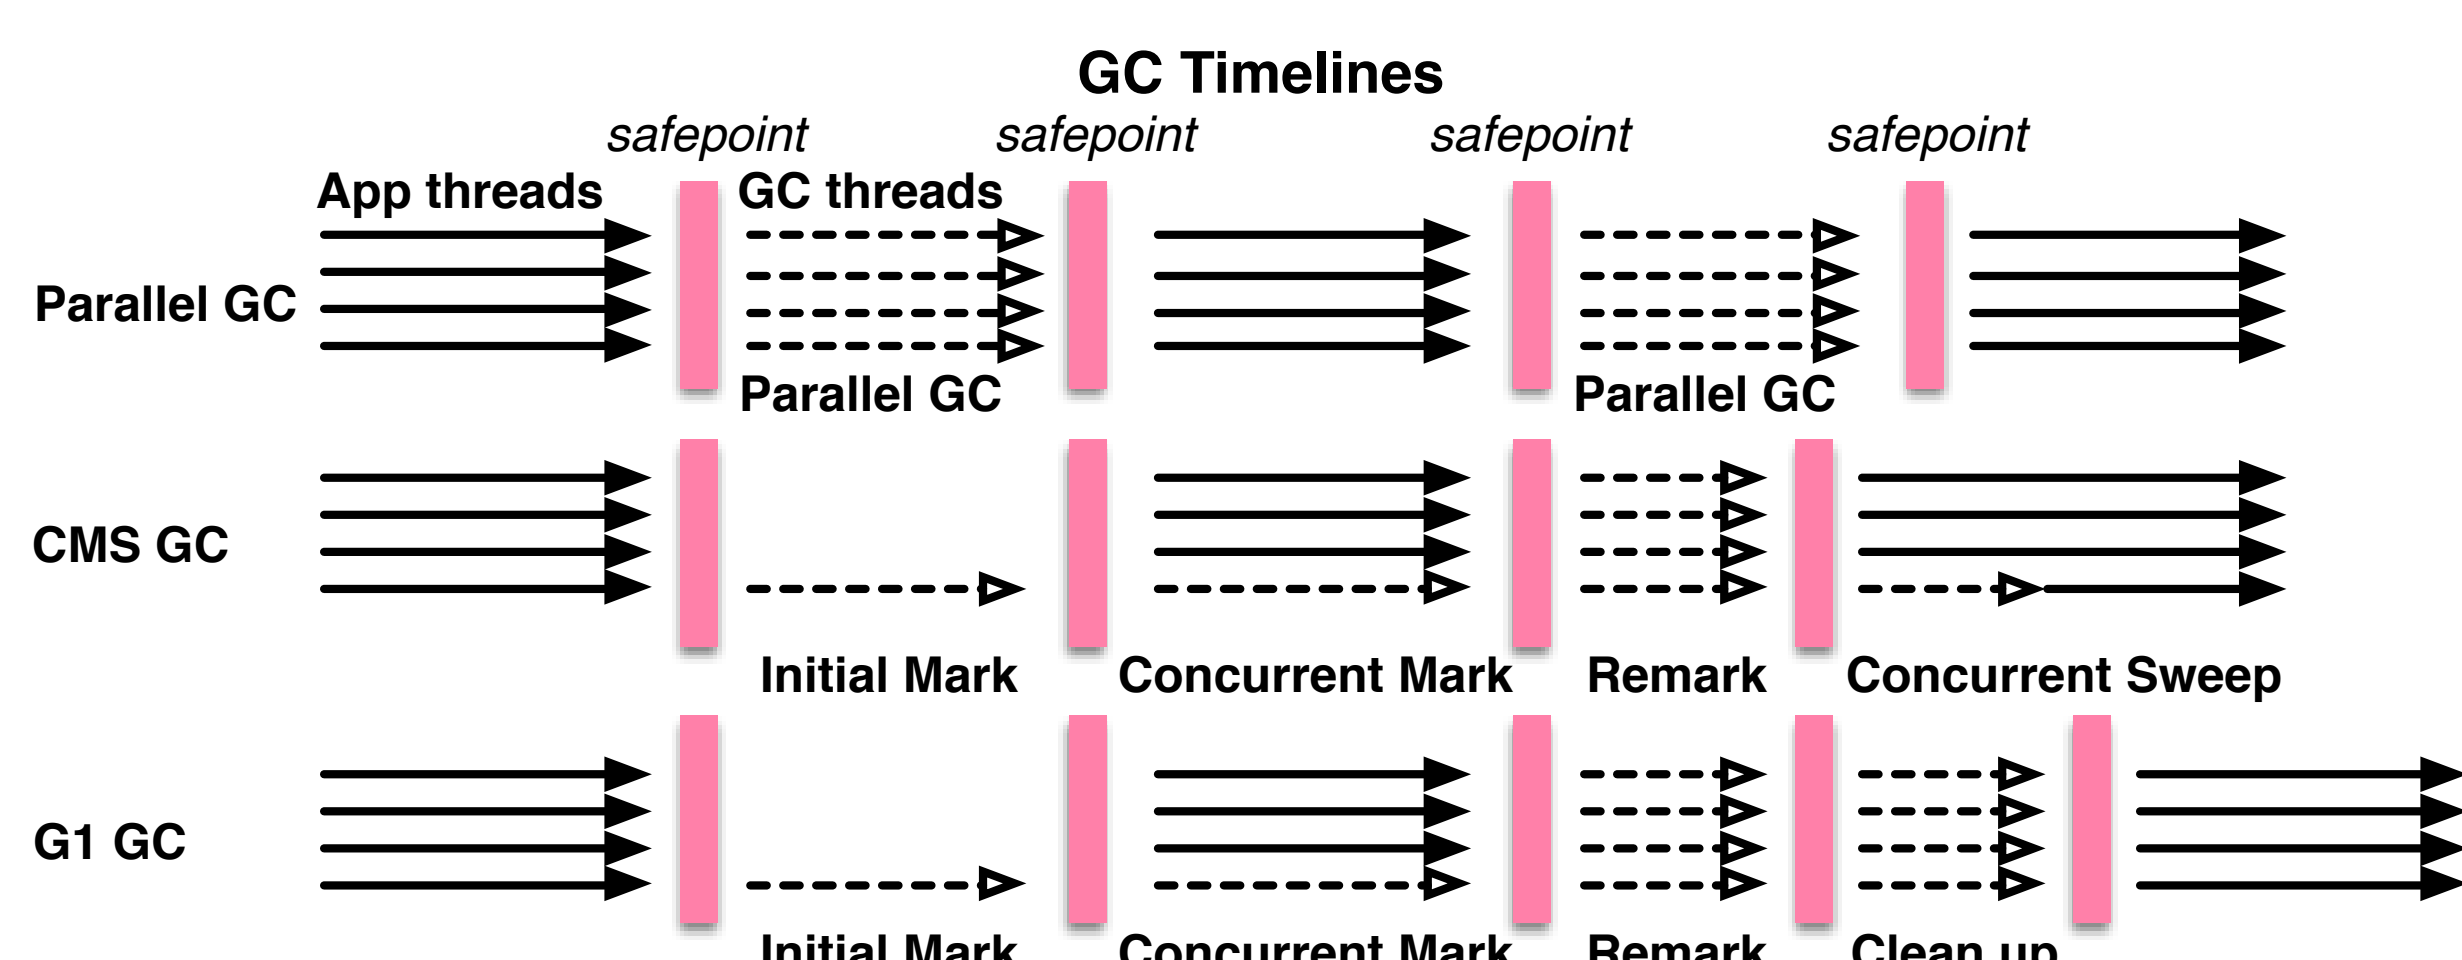 GC Timelines
safepoint safepoint safepoint safepoint
App threads GC threads
Parallel GC
Parallel GC Parallel GC
CMS GC
Initial Mark Concurrent Mark Remark Concurrent Sweep
G1 GC
Initial Mark Concurrent Mark Remark Clean up